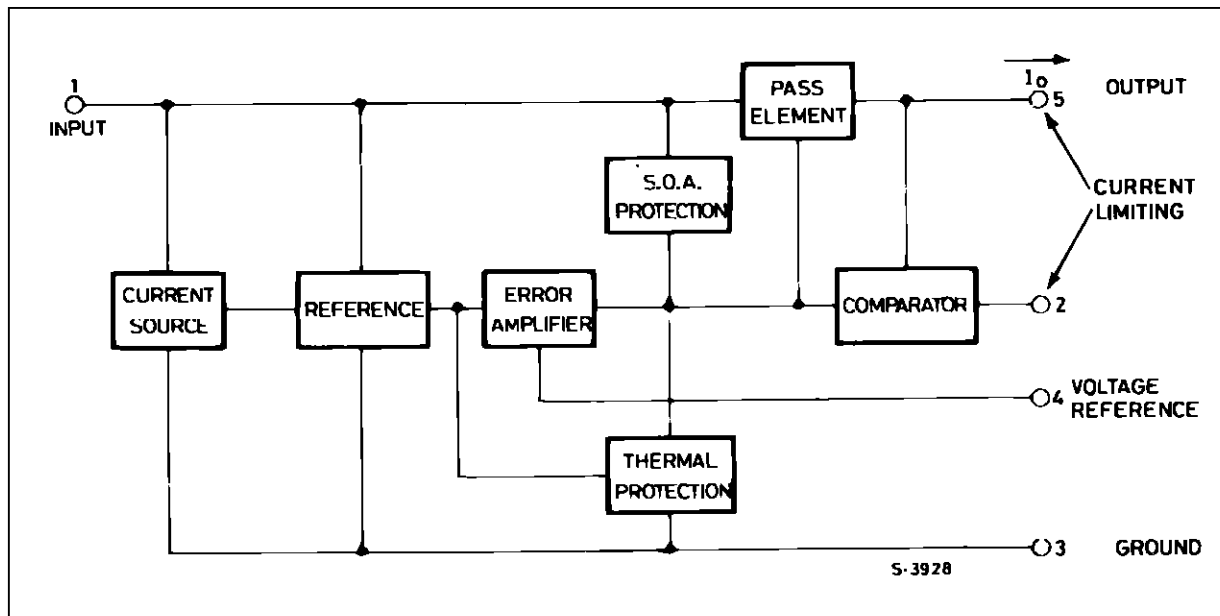 1
INPUT
PASS
ELEMENT
Io
5
OUTPUT
S.O.A.
PROTECTION
CURRENT
LIMITING
CURRENT
SOURCE
REFERENCE
ERROR
AMPLIFIER
COMPARATOR
2
4
VOLTAGE
REFERENCE
THERMAL
PROTECTION
3
GROUND
S-3928